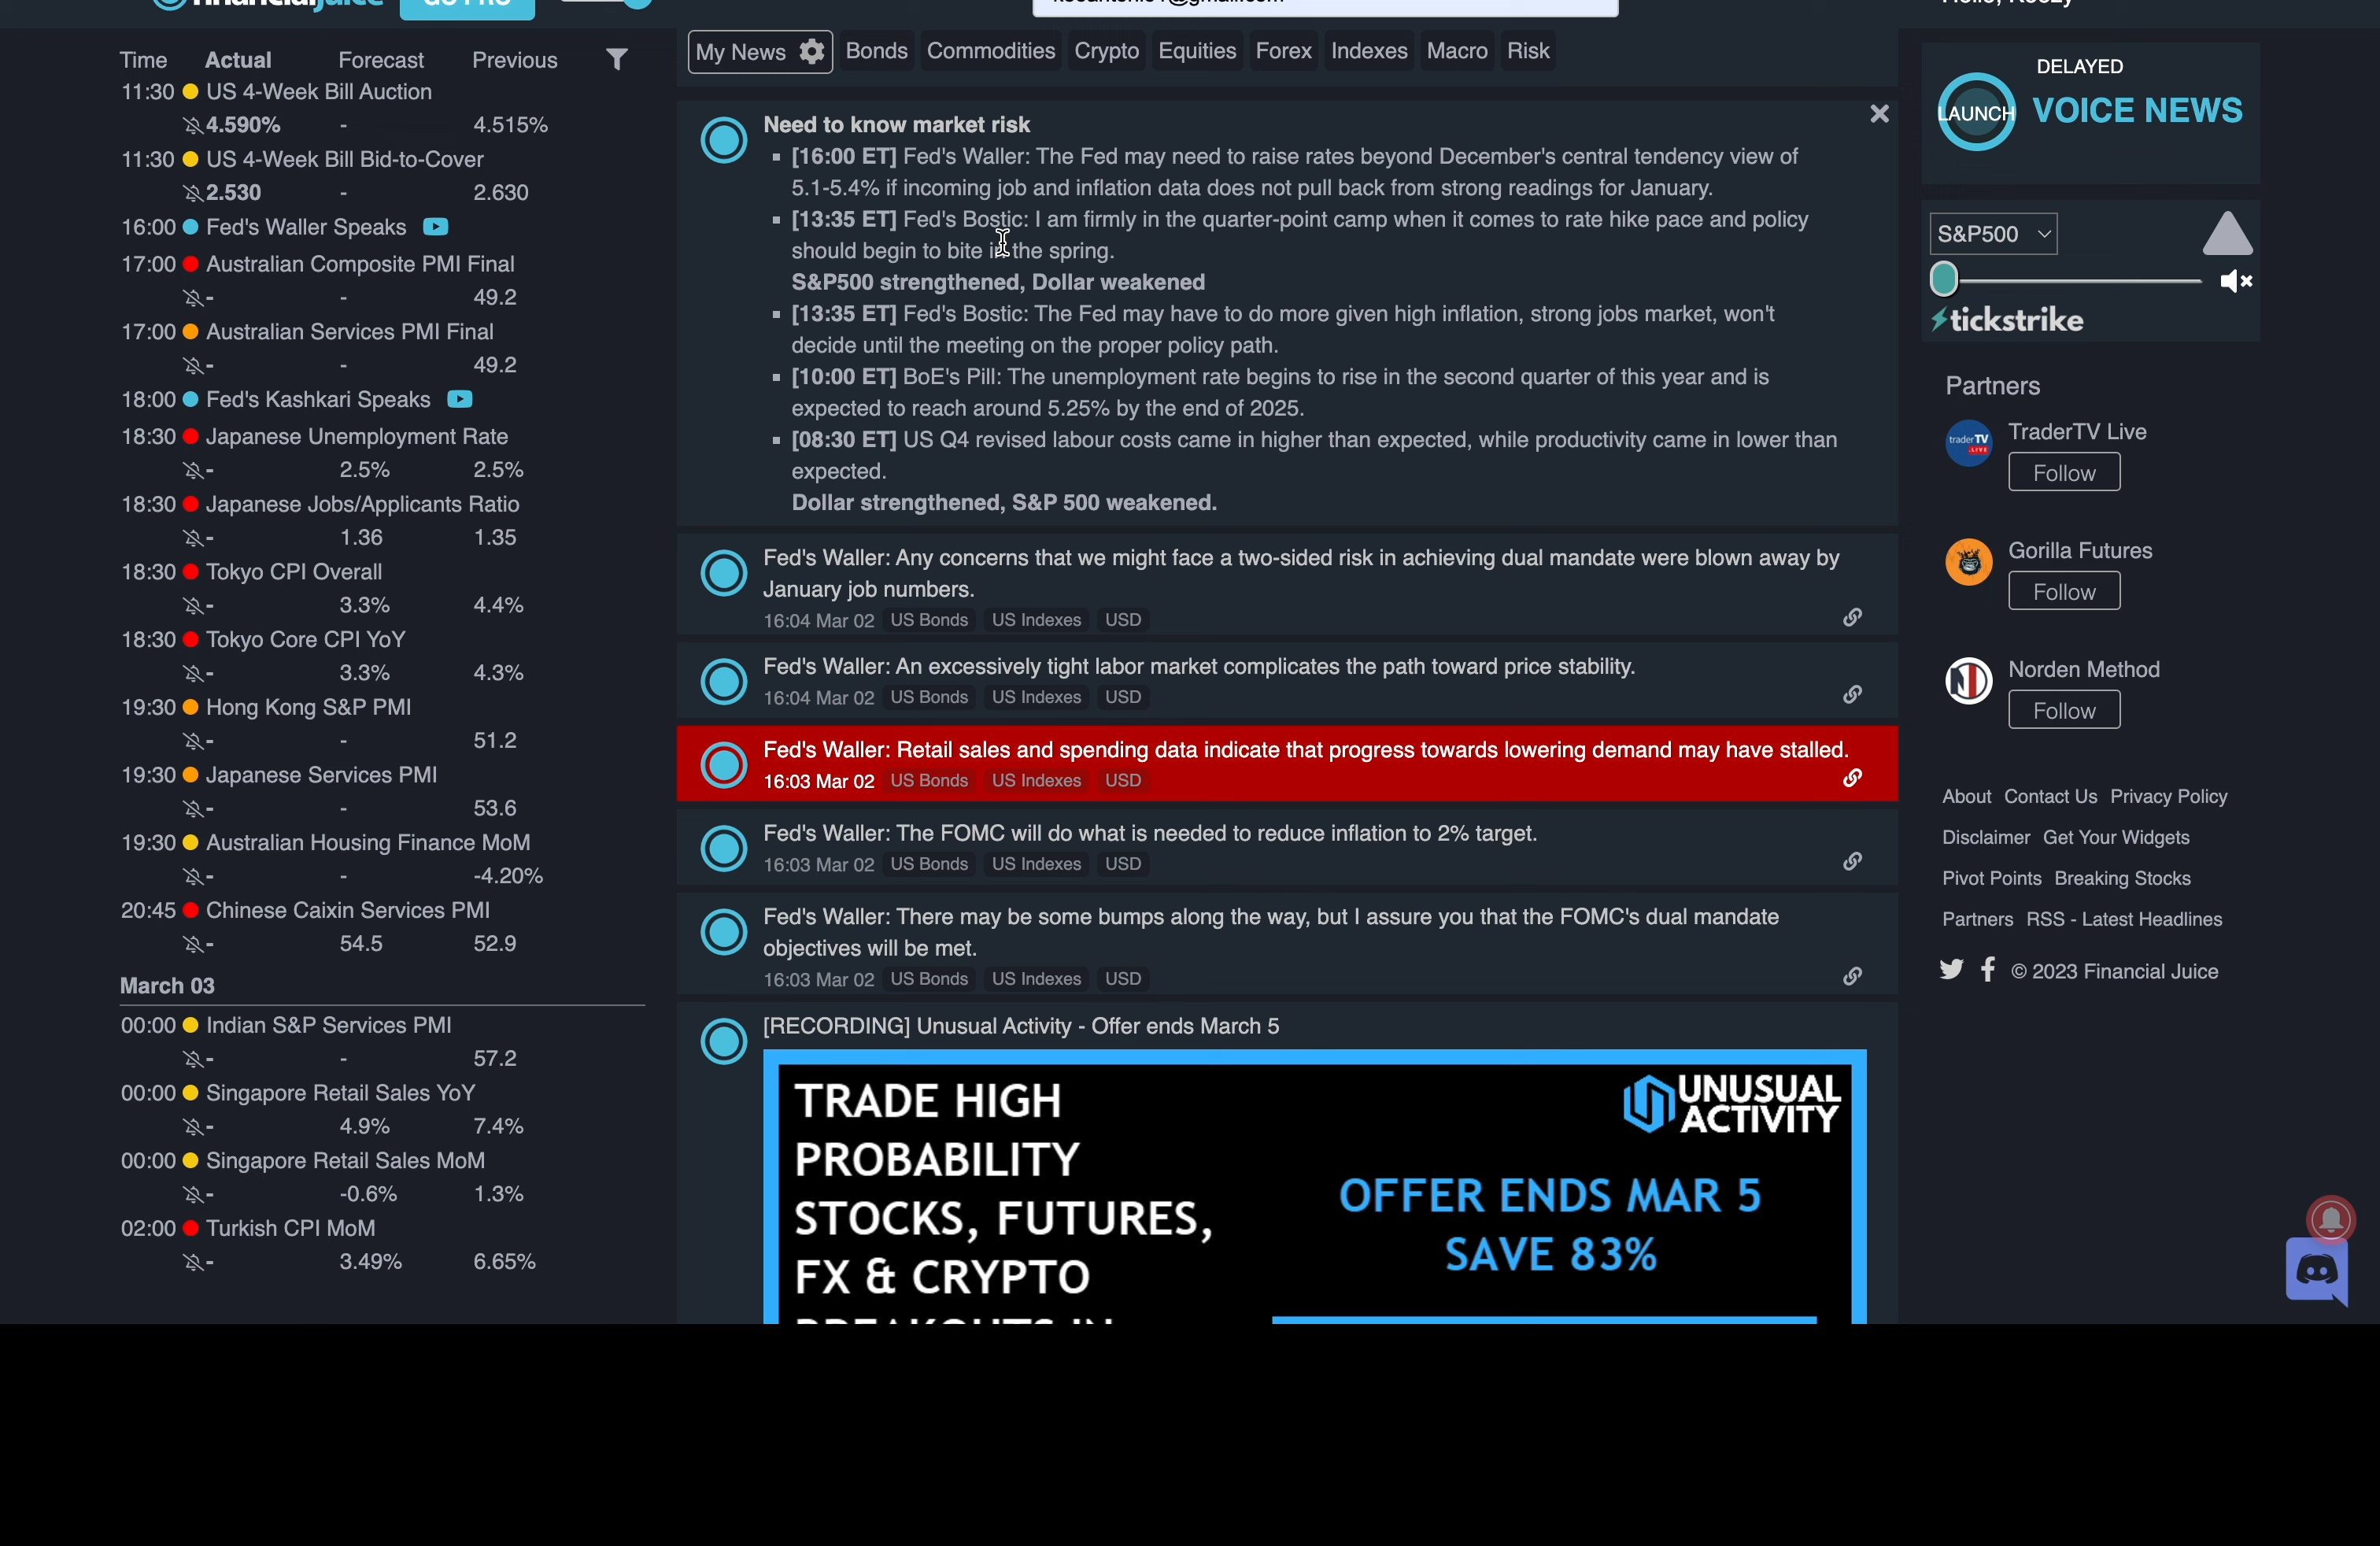 financialjuice GO PRO
Time Actual Forecast Previous
11:30 US 4-Week Bill Auction
4.590% - 4.515%
11:30 US 4-Week Bill Bid-to-Cover
2.530 - 2.630
16:00 Fed's Waller Speaks
17:00 Australian Composite PMI Final
- - 49.2
17:00 Australian Services PMI Final
- - 49.2
18:00 Fed's Kashkari Speaks
18:30 Japanese Unemployment Rate
- 2.5% 2.5%
18:30 Japanese Jobs/Applicants Ratio
- 1.36 1.35
18:30 Tokyo CPI Overall
- 3.3% 4.4%
18:30 Tokyo Core CPI YoY
- 3.3% 4.3%
19:30 Hong Kong S&P PMI
- - 51.2
19:30 Japanese Services PMI
- - 53.6
19:30 Australian Housing Finance MoM
- - -4.20%
20:45 Chinese Caixin Services PMI
- 54.5 52.9
March 03
00:00 Indian S&P Services PMI
- - 57.2
00:00 Singapore Retail Sales YoY
- 4.9% 7.4%
00:00 Singapore Retail Sales MoM
- -0.6% 1.3%
02:00 Turkish CPI MoM
- 3.49% 6.65%
My News Bonds Commodities Crypto Equities Forex Indexes Macro Risk
Need to know market risk
▪ [16:00 ET] Fed's Waller: The Fed may need to raise rates beyond December's central tendency view of
5.1-5.4% if incoming job and inflation data does not pull back from strong readings for January.
▪ [13:35 ET] Fed's Bostic: I am firmly in the quarter-point camp when it comes to rate hike pace and policy
should begin to bite in the spring.
S&P500 strengthened, Dollar weakened
▪ [13:35 ET] Fed's Bostic: The Fed may have to do more given high inflation, strong jobs market, won't
decide until the meeting on the proper policy path.
▪ [10:00 ET] BoE's Pill: The unemployment rate begins to rise in the second quarter of this year and is
expected to reach around 5.25% by the end of 2025.
▪ [08:30 ET] US Q4 revised labour costs came in higher than expected, while productivity came in lower than
expected.
Dollar strengthened, S&P 500 weakened.
Fed's Waller: Any concerns that we might face a two-sided risk in achieving dual mandate were blown away by
January job numbers.
16:04 Mar 02 US Bonds US Indexes USD
Fed's Waller: An excessively tight labor market complicates the path toward price stability.
16:04 Mar 02 US Bonds US Indexes USD
Fed's Waller: Retail sales and spending data indicate that progress towards lowering demand may have stalled.
16:03 Mar 02 US Bonds US Indexes USD
Fed's Waller: The FOMC will do what is needed to reduce inflation to 2% target.
16:03 Mar 02 US Bonds US Indexes USD
Fed's Waller: There may be some bumps along the way, but I assure you that the FOMC's dual mandate
objectives will be met.
16:03 Mar 02 US Bonds US Indexes USD
[RECORDING] Unusual Activity - Offer ends March 5
TRADE HIGH
PROBABILITY
STOCKS, FUTURES,
FX & CRYPTO
BREAKOUTS IN
UNUSUAL
ACTIVITY
OFFER ENDS MAR 5
SAVE 83%
DELAYED
LAUNCH VOICE NEWS
S&P500
tickstrike
Partners
traderTV
LIVE
TraderTV Live
Follow
Gorilla Futures
Follow
Norden Method
Follow
About Contact Us Privacy Policy
Disclaimer Get Your Widgets
Pivot Points Breaking Stocks
Partners RSS - Latest Headlines
© 2023 Financial Juice